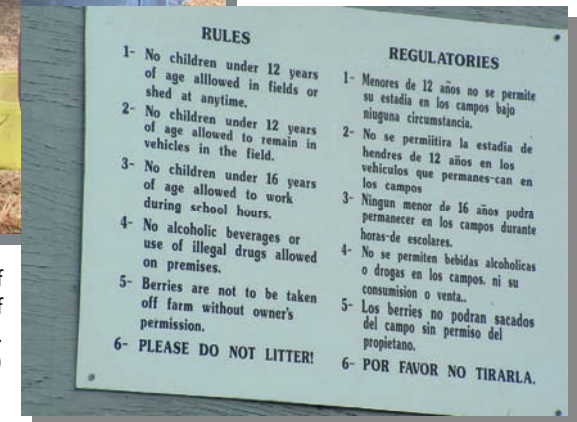 RULES
1- No children under 12 years
of age alllowed in fields or
shed at anytime.
2- No children under 12 years
of age allowed to remain in
vehicles in the field.
3- No children under 16 years
of age allowed to work
during school hours.
4- No alcoholic beverages or
use of illegal drugs allowed
on premises.
5- Berries are not to be taken
off farm without owner's
permission.
6- PLEASE DO NOT LITTER!
REGULATORIES
1- Menores de 12 años no se permite
su estadia en los campos bajo
niuguna circumstancia.
2- No se permiitira la estadia de
hendres de 12 años en los
vehiculos que permanes-can en
los campos
3- Ningun menor de 16 años pudra
permanecer en los campos durante
horas-de escolares.
4- No se permiten bebidas alcoholicas
o drogas en los campos. ni su
consumision o venta..
5- Los berries no podran sacados
del campo sin permiso del
propietano.
6- POR FAVOR NO TIRARLA.